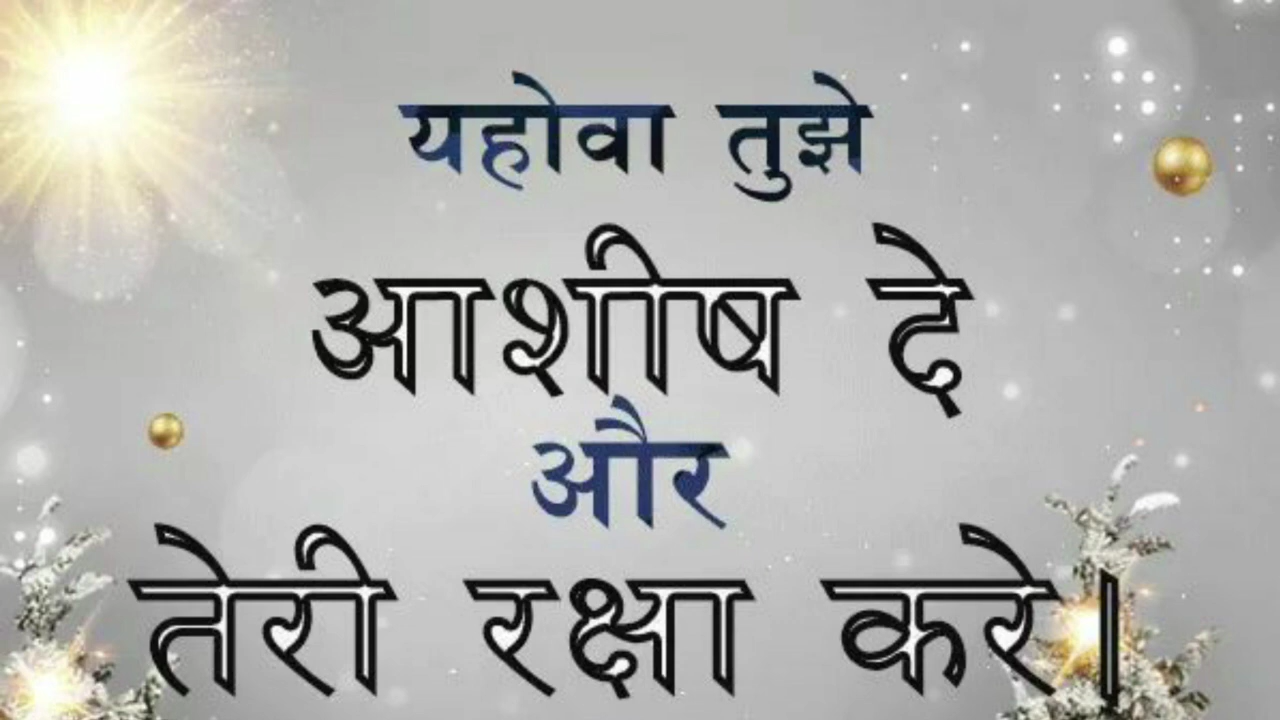 यहोवा तुझे
आशीष दे
और
तेरी रक्षा करे।